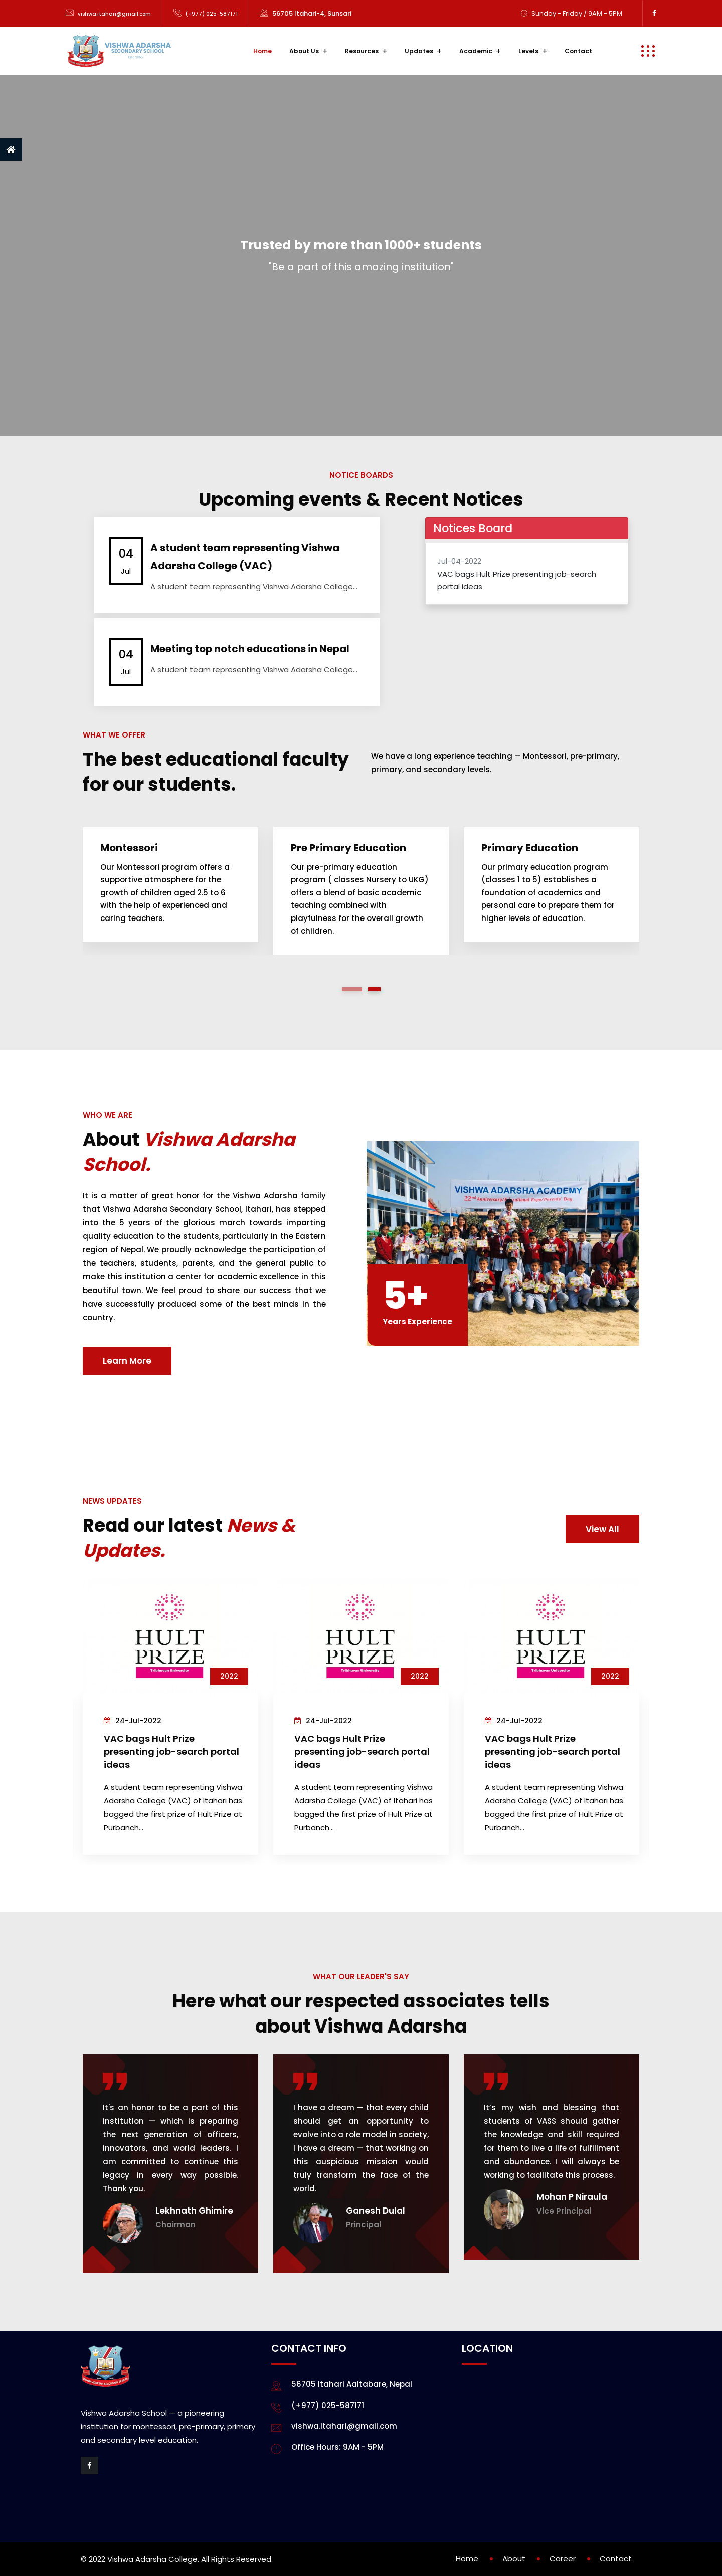 vishwa.itahari@gmail.com
(+977) 025-587171
56705 Itahari-4, Sunsari
Sunday - Friday / 9AM - 5PM
VISHWA ADARSHA
SECONDARY SCHOOL
Home
About Us +
Resources +
Updates +
Academic +
Levels +
Contact
Trusted by more than 1000+ students
"Be a part of this amazing institution"
NOTICE BOARDS
Upcoming events & Recent Notices
04
Jul
A student team representing Vishwa
Adarsha College (VAC)
A student team representing Vishwa Adarsha College...
04
Jul
Meeting top notch educations in Nepal
A student team representing Vishwa Adarsha College...
Notices Board
Jul-04-2022
VAC bags Hult Prize presenting job-search
portal ideas
WHAT WE OFFER
The best educational faculty
for our students.
We have a long experience teaching — Montessori, pre-primary,
primary, and secondary levels.
Montessori
Our Montessori program offers a
supportive atmosphere for the
growth of children aged 2.5 to 6
with the help of experienced and
caring teachers.
Pre Primary Education
Our pre-primary education
program ( classes Nursery to UKG)
offers a blend of basic academic
teaching combined with
playfulness for the overall growth
of children.
Primary Education
Our primary education program
(classes 1 to 5) establishes a
foundation of academics and
personal care to prepare them for
higher levels of education.
WHO WE ARE
About Vishwa Adarsha
School.
It is a matter of great honor for the Vishwa Adarsha family
that Vishwa Adarsha Secondary School, Itahari, has stepped
into the 5 years of the glorious march towards imparting
quality education to the students, particularly in the Eastern
region of Nepal. We proudly acknowledge the participation of
the teachers, students, parents, and the general public to
make this institution a center for academic excellence in this
beautiful town. We feel proud to share our success that we
have successfully produced some of the best minds in the
country.
Learn More
VISHWA ADARSHA ACADEMY
5+
Years Experience
NEWS UPDATES
Read our latest News &
Updates.
View All
HULT
PRIZE
Tribhuvan University
2022
24-Jul-2022
VAC bags Hult Prize
presenting job-search portal
ideas
A student team representing Vishwa
Adarsha College (VAC) of Itahari has
bagged the first prize of Hult Prize at
Purbanch...
HULT
PRIZE
Tribhuvan University
2022
24-Jul-2022
VAC bags Hult Prize
presenting job-search portal
ideas
A student team representing Vishwa
Adarsha College (VAC) of Itahari has
bagged the first prize of Hult Prize at
Purbanch...
HULT
PRIZE
Tribhuvan University
2022
24-Jul-2022
VAC bags Hult Prize
presenting job-search portal
ideas
A student team representing Vishwa
Adarsha College (VAC) of Itahari has
bagged the first prize of Hult Prize at
Purbanch...
WHAT OUR LEADER'S SAY
Here what our respected associates tells
about Vishwa Adarsha
It's an honor to be a part of this
institution — which is preparing
the next generation of officers,
innovators, and world leaders. I
am committed to continue this
legacy in every way possible.
Thank you.
Lekhnath Ghimire
Chairman
I have a dream — that every child
should get an opportunity to
evolve into a role model in society,
I have a dream — that working on
this auspicious mission would
truly transform the face of the
world.
Ganesh Dulal
Principal
It's my wish and blessing that
students of VASS should gather
the knowledge and skill required
for them to live a life of fulfillment
and abundance. I will always be
working to facilitate this process.
Mohan P Niraula
Vice Principal
Vishwa Adarsha School — a pioneering
institution for montessori, pre-primary, primary
and secondary level education.
CONTACT INFO
56705 Itahari Aaitabare, Nepal
(+977) 025-587171
vishwa.itahari@gmail.com
Office Hours: 9AM - 5PM
LOCATION
© 2022 Vishwa Adarsha College. All Rights Reserved.
Home
About
Career
Contact